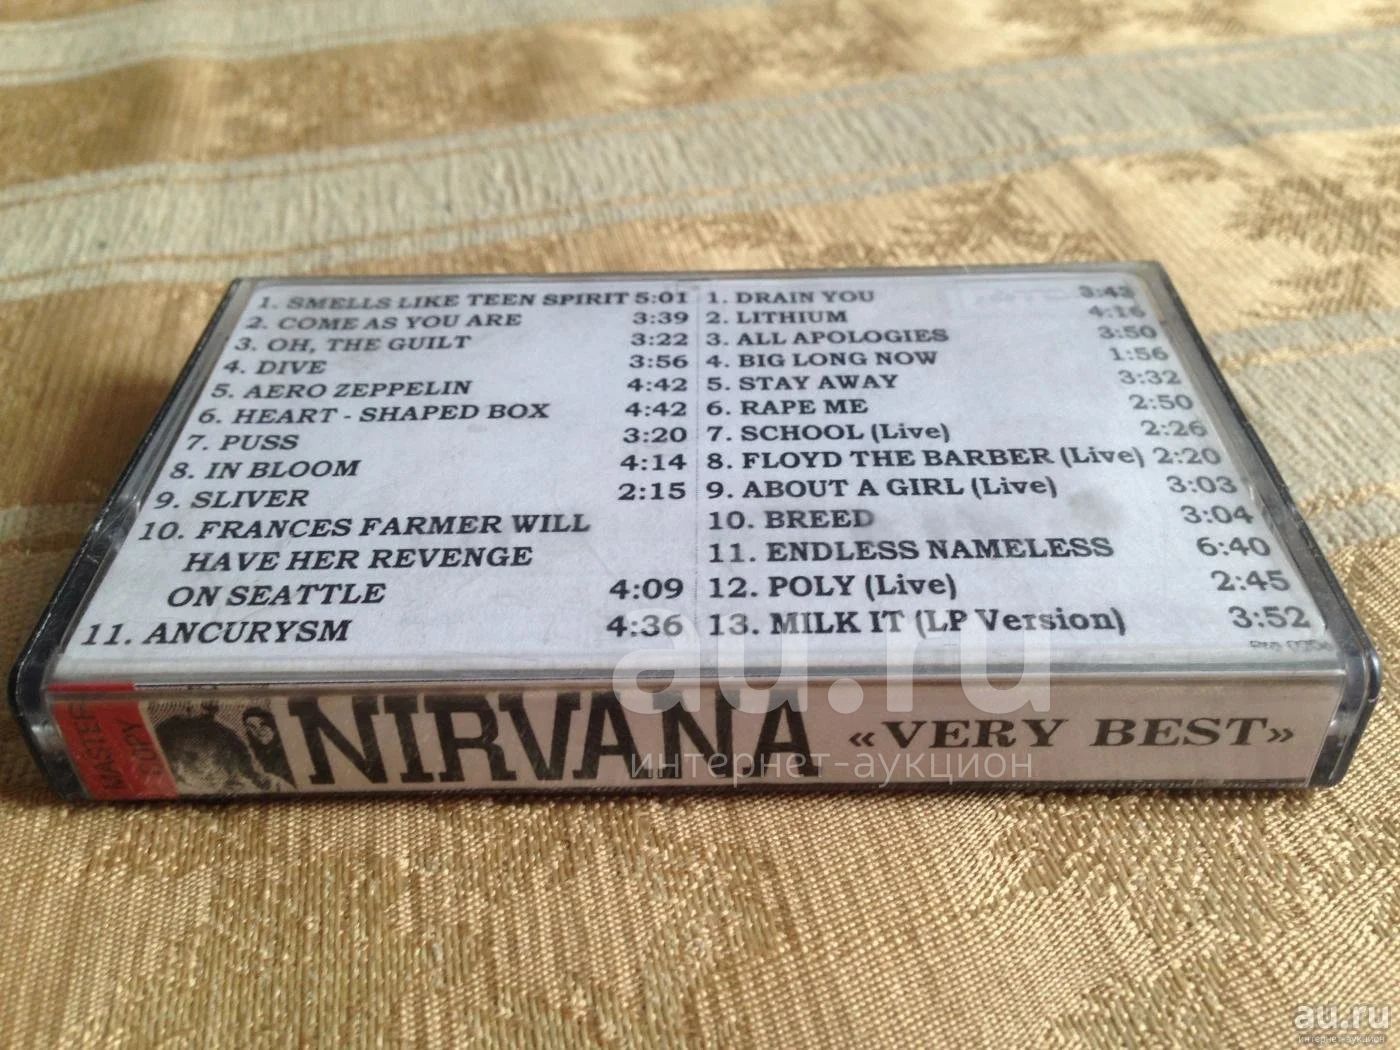 1. SMELLS LIKE TEEN SPIRIT 5:01
2. COME AS YOU ARE 3:39
3. OH, THE GUILT 3:22
4. DIVE 3:56
5. AERO ZEPPELIN 4:42
6. HEART - SHAPED BOX 4:42
7. PUSS 3:20
8. IN BLOOM 4:14
9. SLIVER 2:15
10. FRANCES FARMER WILL
HAVE HER REVENGE
ON SEATTLE 4:09
11. ANCURYSM 4:36
1. DRAIN YOU 3:43
2. LITHIUM 4:16
3. ALL APOLOGIES 3:50
4. BIG LONG NOW 1:56
5. STAY AWAY 3:32
6. RAPE ME 2:50
7. SCHOOL (Live) 2:26
8. FLOYD THE BARBER (Live) 2:20
9. ABOUT A GIRL (Live) 3:03
10. BREED 3:04
11. ENDLESS NAMELESS 6:40
12. POLY (Live) 2:45
13. MILK IT (LP Version) 3:52
MASTER
COPY
NIRVANA «VERY BEST»
au.ru
интернет-аукцион
au.ru
интернет-аукцион